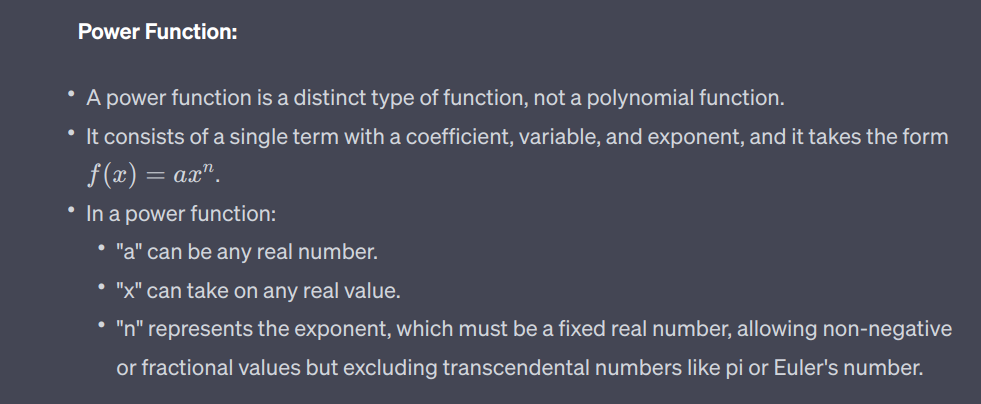 Power Function:
• A power function is a distinct type of function, not a polynomial function.
• It consists of a single term with a coefficient, variable, and exponent, and it takes the form
f(x) = axⁿ.
• In a power function:
• "a" can be any real number.
• "x" can take on any real value.
• "n" represents the exponent, which must be a fixed real number, allowing non-negative
or fractional values but excluding transcendental numbers like pi or Euler's number.